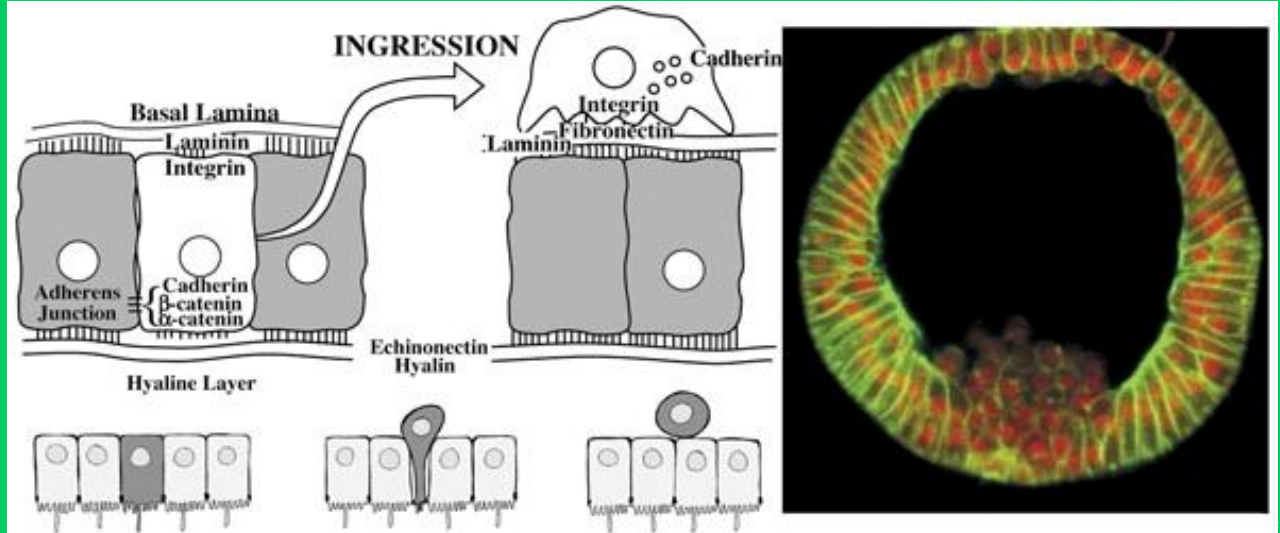 INGRESSION
Cadherin
Integrin
Fibronectin
Laminin
Basal Lamina
Laminin
Integrin
Adherens
Junction
Cadherin
β-catenin
α-catenin
Echinonectin
Hyalin
Hyaline Layer